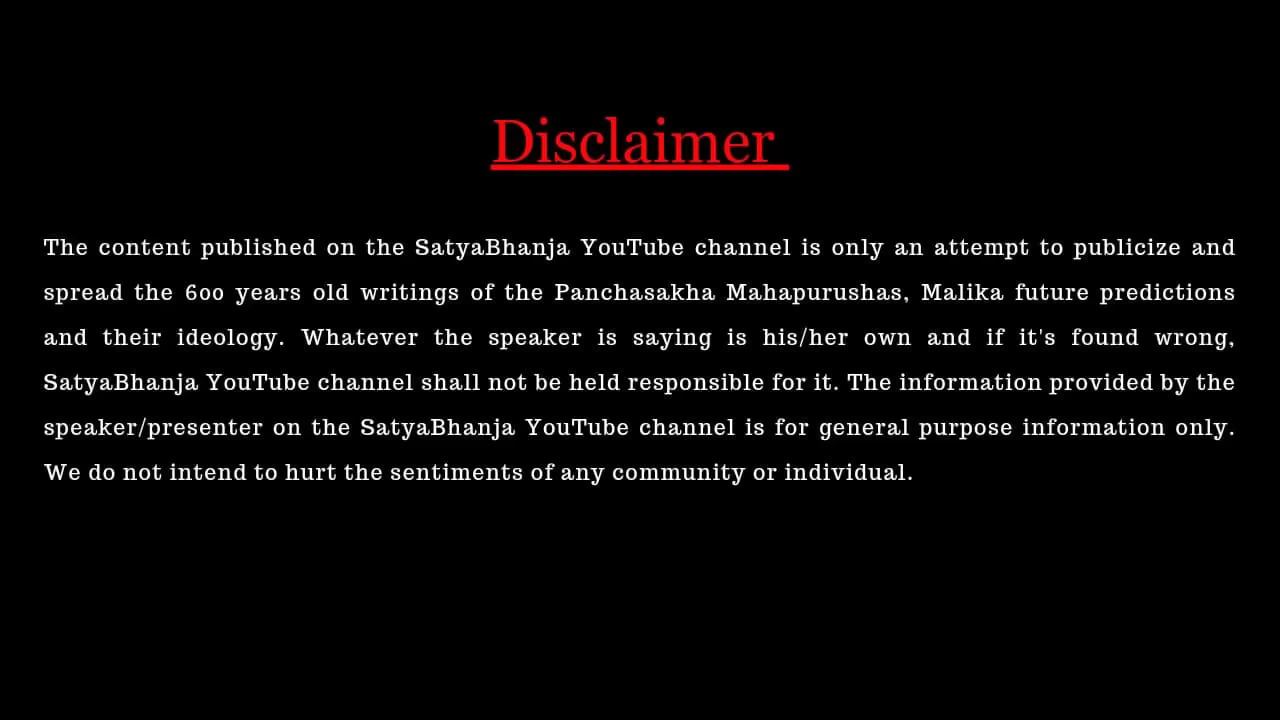 Disclaimer
The content published on the SatyaBhanja YouTube channel is only an attempt to publicize and
spread the 600 years old writings of the Panchasakha Mahapurushas, Malika future predictions
and their ideology. Whatever the speaker is saying is his/her own and if it's found wrong,
SatyaBhanja YouTube channel shall not be held responsible for it. The information provided by the
speaker/presenter on the SatyaBhanja YouTube channel is for general purpose information only.
We do not intend to hurt the sentiments of any community or individual.